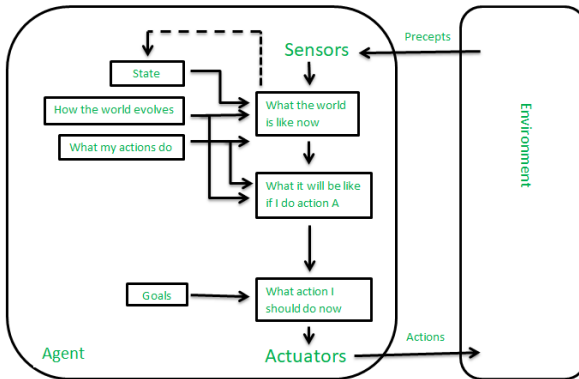 Sensors
Precepts
State
How the world evolves
What the world
is like now
What my actions do
What it will be like
if I do action A
Environment
Goals
What action I
should do now
Agent
Actuators
Actions